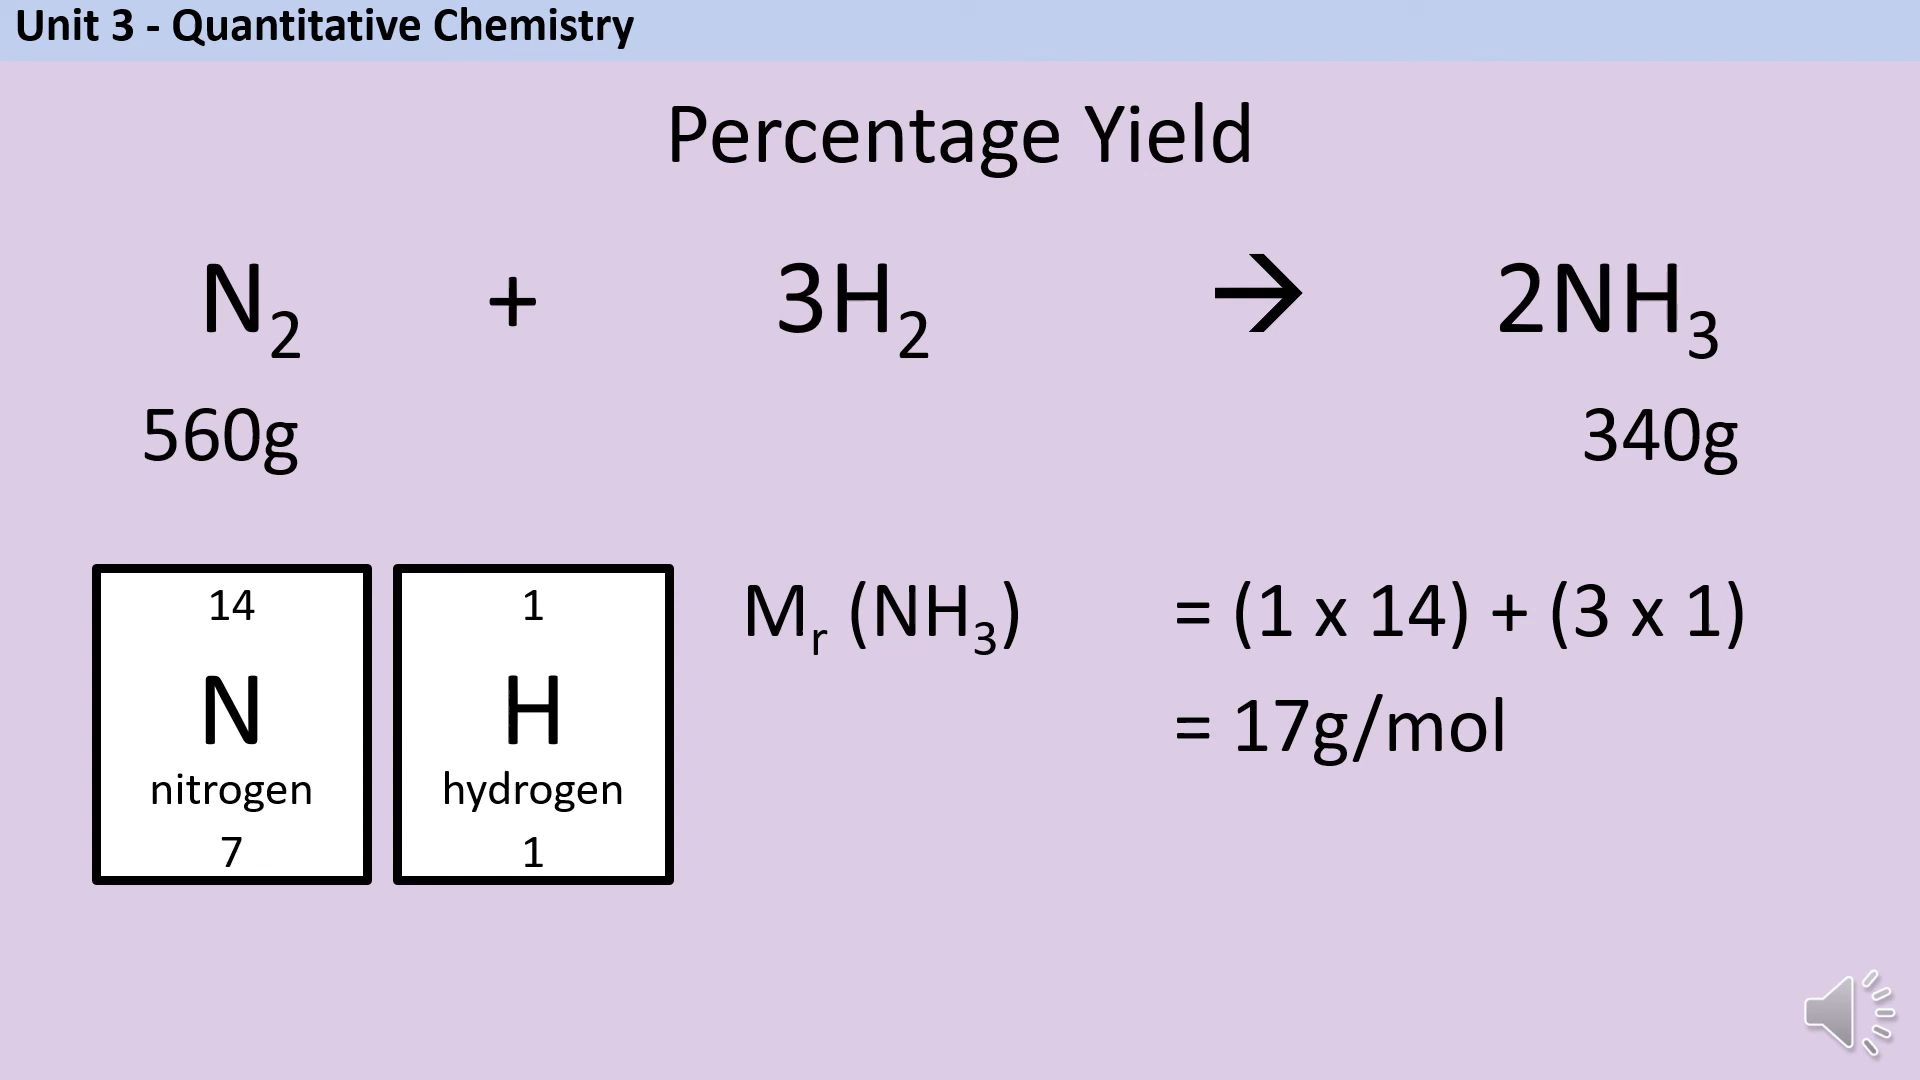 Unit 3 - Quantitative Chemistry
Percentage Yield
N₂ + 3H₂ → 2NH₃
560g 340g
14
N
nitrogen
7
1
H
hydrogen
1
Mᵣ (NH₃) = (1 x 14) + (3 x 1)
= 17g/mol